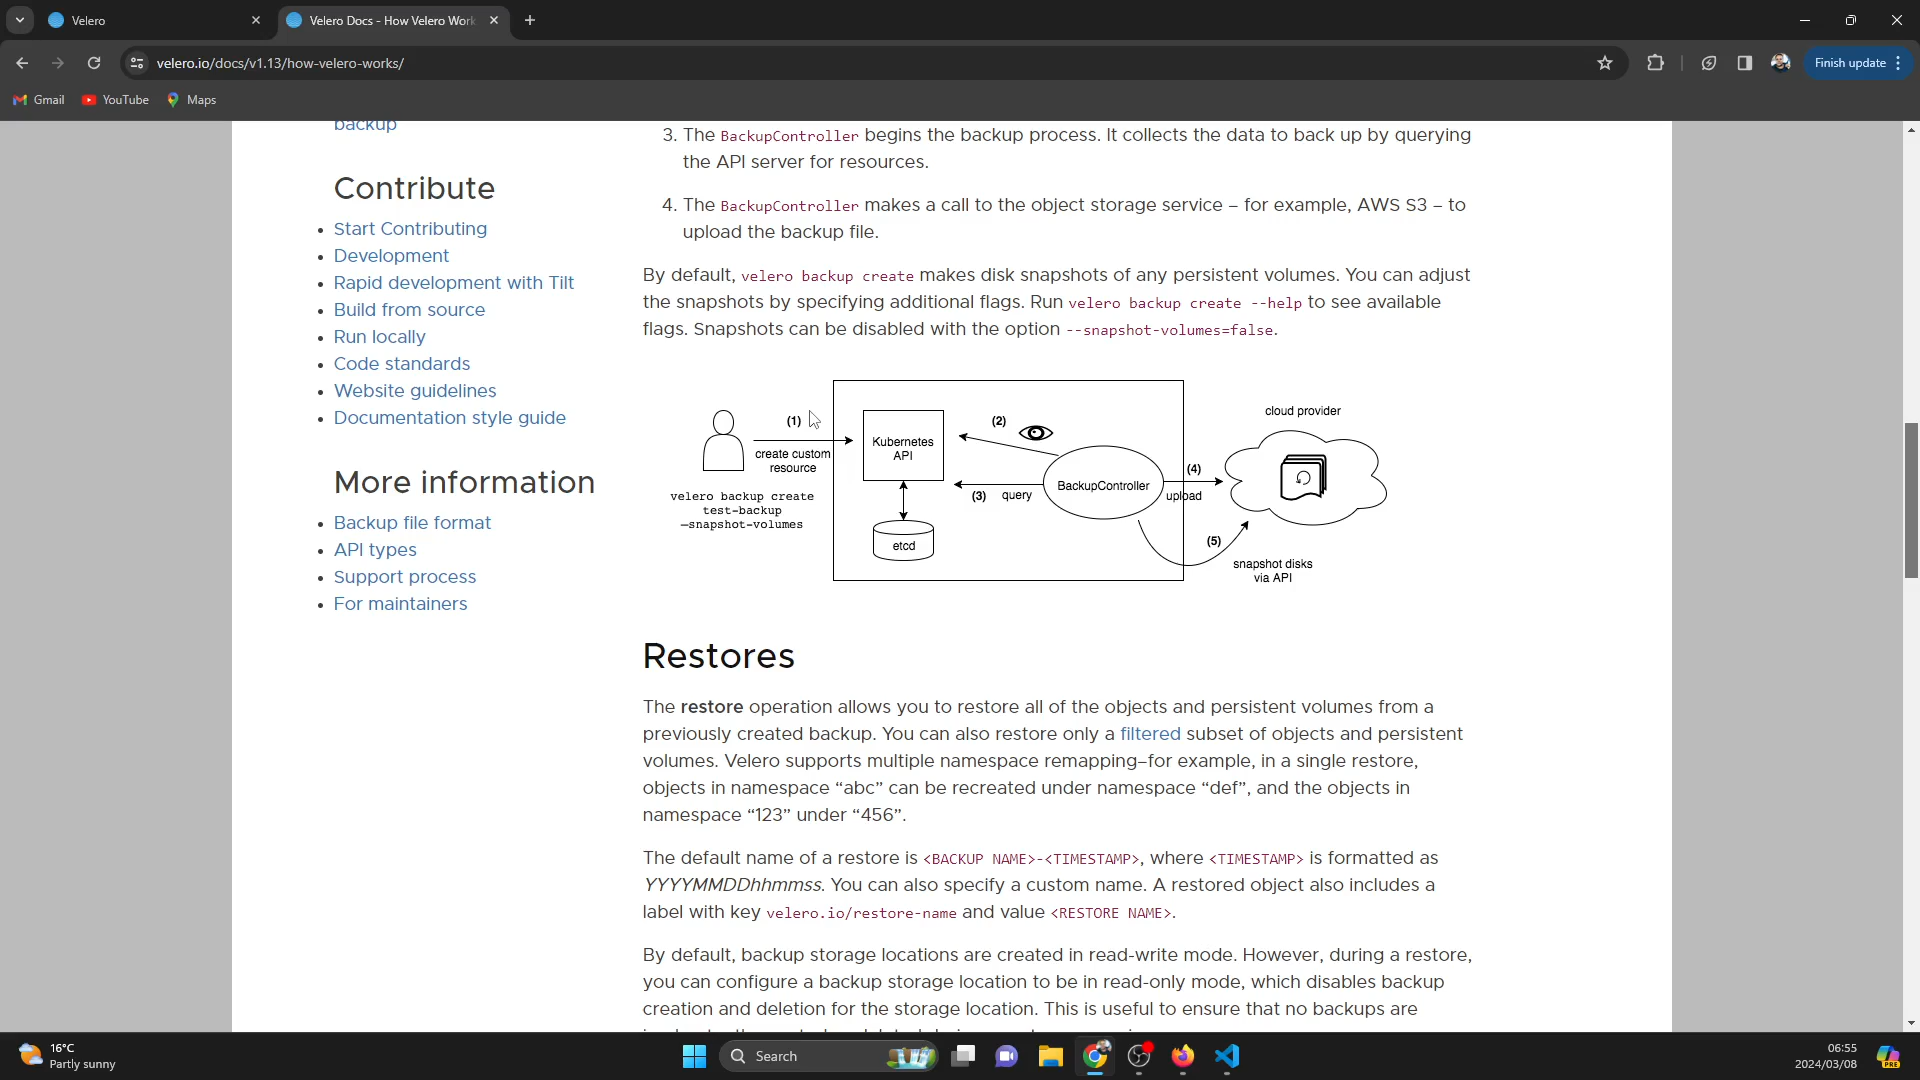 Velero
Velero Docs - How Velero Work
velero.io/docs/v1.13/how-velero-works/
Finish update
Gmail
YouTube
Maps
backup
Contribute
Start Contributing
Development
Rapid development with Tilt
Build from source
Run locally
Code standards
Website guidelines
Documentation style guide
More information
Backup file format
API types
Support process
For maintainers
3. The BackupController begins the backup process. It collects the data to back up by querying
the API server for resources.
4. The BackupController makes a call to the object storage service – for example, AWS S3 – to
upload the backup file.
By default, velero backup create makes disk snapshots of any persistent volumes. You can adjust
the snapshots by specifying additional flags. Run velero backup create --help to see available
flags. Snapshots can be disabled with the option --snapshot-volumes=false.
(1)
create custom
resource
velero backup create
test-backup
—snapshot-volumes
Kubernetes
API
etcd
(2)
(3) query
BackupController
(4)
upload
(5)
cloud provider
snapshot disks
via API
Restores
The restore operation allows you to restore all of the objects and persistent volumes from a
previously created backup. You can also restore only a filtered subset of objects and persistent
volumes. Velero supports multiple namespace remapping–for example, in a single restore,
objects in namespace “abc” can be recreated under namespace “def”, and the objects in
namespace “123” under “456”.
The default name of a restore is <BACKUP NAME>-<TIMESTAMP>, where <TIMESTAMP> is formatted as
YYYYMMDDhhmmss. You can also specify a custom name. A restored object also includes a
label with key velero.io/restore-name and value <RESTORE NAME>.
By default, backup storage locations are created in read-write mode. However, during a restore,
you can configure a backup storage location to be in read-only mode, which disables backup
creation and deletion for the storage location. This is useful to ensure that no backups are
16°C
Partly sunny
Search
06:55
2024/03/08
PRE